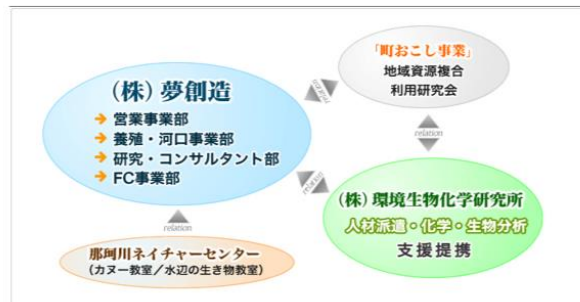 (株)夢創造
営業事業部
養殖・河口事業部
研究・コンサルタント部
FC事業部
「町おこし事業」
地域資源複合
利用研究会
relation
relation
relation
(株)環境生物化学研究所
人材派遣・化学・生物分析
支援提携
relation
那珂川ネイチャーセンター
(カヌー教室/水辺の生き物教室)